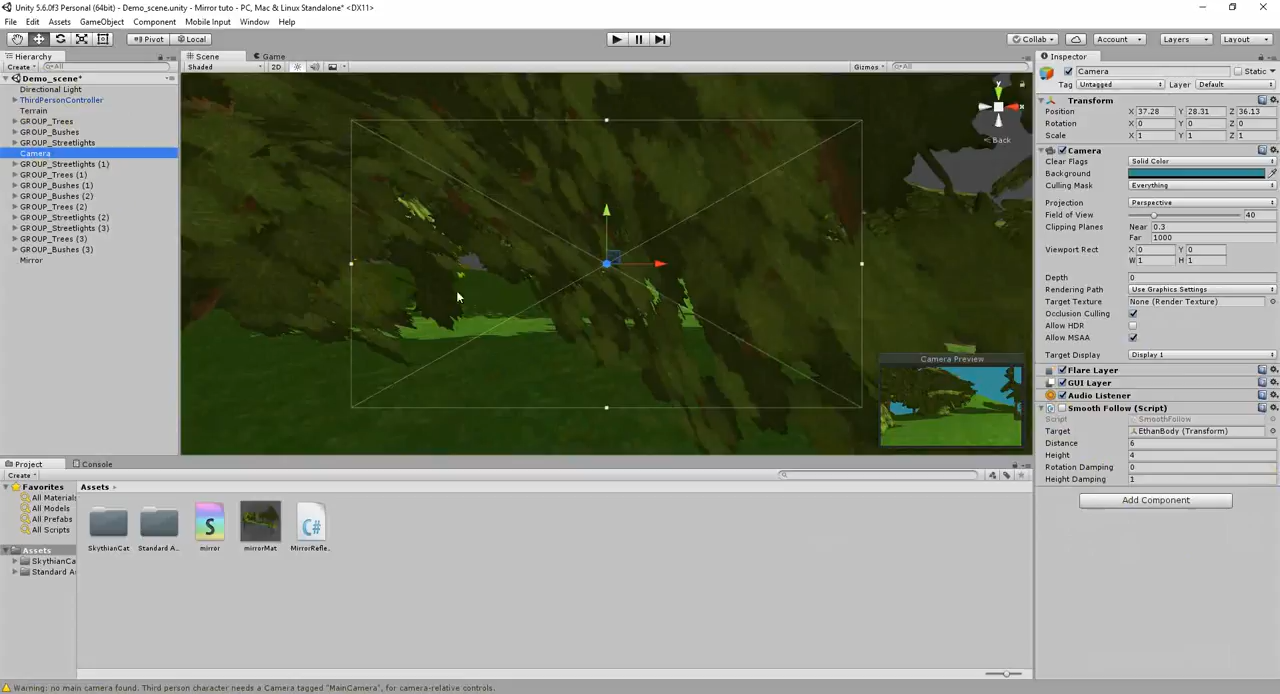 Unity 5.6.0f3 Personal (64bit) - Demo_scene.unity - Mirror tuto - PC, Mac & Linux Standalone* <DX11>
File Edit Assets GameObject Component Mobile Input Window Help
Pivot Local Collab Account Layers Layout
Hierarchy
Create All
Demo_scene*
Directional Light
ThirdPersonController
Terrain
GROUP_Trees
GROUP_Bushes
GROUP_Streetlights
Camera
GROUP_Streetlights (1)
GROUP_Trees (1)
GROUP_Bushes (1)
GROUP_Bushes (2)
GROUP_Trees (2)
GROUP_Streetlights (2)
GROUP_Streetlights (3)
GROUP_Trees (3)
GROUP_Bushes (3)
Mirror
Scene Game
Shaded 2D Gizmos All
y
x
Back
Camera Preview
Inspector
Camera Static
Tag Untagged Layer Default
Transform
Position X 37.28 Y 28.31 Z 36.13
Rotation X 0 Y 0 Z 0
Scale X 1 Y 1 Z 1
Camera
Clear Flags Solid Color
Background
Culling Mask Everything
Projection Perspective
Field of View 40
Clipping Planes Near 0.3
Far 1000
Viewport Rect X 0 Y 0
W 1 H 1
Depth 0
Rendering Path Use Graphics Settings
Target Texture None (Render Texture)
Occlusion Culling
Allow HDR
Allow MSAA
Target Display Display 1
Flare Layer
GUI Layer
Audio Listener
Smooth Follow (Script)
Script SmoothFollow
Target EthanBody (Transform)
Distance 6
Height 4
Rotation Damping 0
Height Damping 1
Add Component
Project Console
Create
Favorites
All Materials
All Models
All Prefabs
All Scripts
Assets
SkythianCa
Standard As
Assets
SkythianCat Standard A... mirror mirrorMat MirrorRefle...
S
C#
Warning: no main camera found. Third person character needs a Camera tagged "MainCamera", for camera-relative controls.